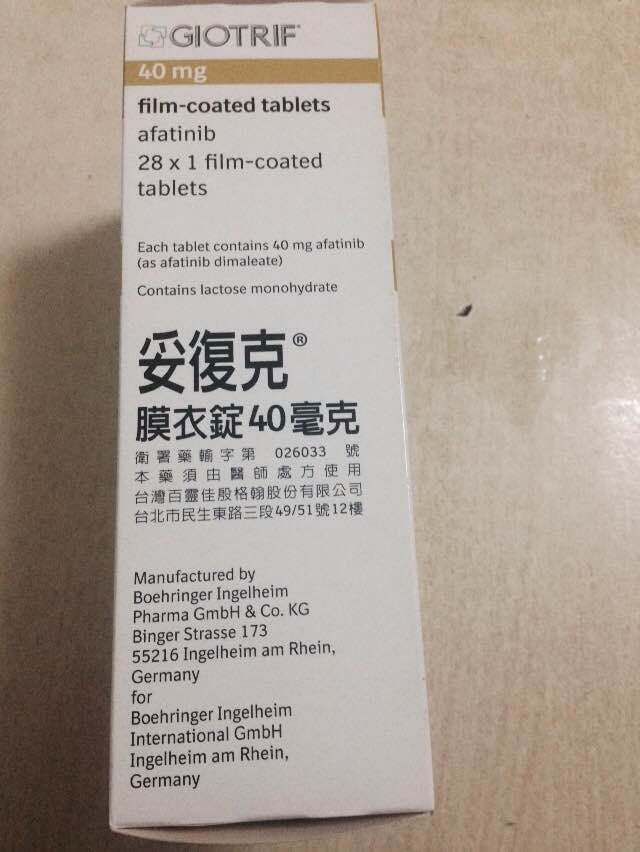 GIOTRIF®
40 mg
film-coated tablets
afatinib
28 x 1 film-coated
tablets
Each tablet contains 40 mg afatinib
(as afatinib dimaleate)
Contains lactose monohydrate
妥復克®
膜衣錠40毫克
衛署藥輸字第 026033 號
本藥須由醫師處方使用
台灣百靈佳殷格翰股份有限公司
台北市民生東路三段49/51號12樓
Manufactured by
Boehringer Ingelheim
Pharma GmbH & Co. KG
Binger Strasse 173
55216 Ingelheim am Rhein,
Germany
for
Boehringer Ingelheim
International GmbH
Ingelheim am Rhein,
Germany